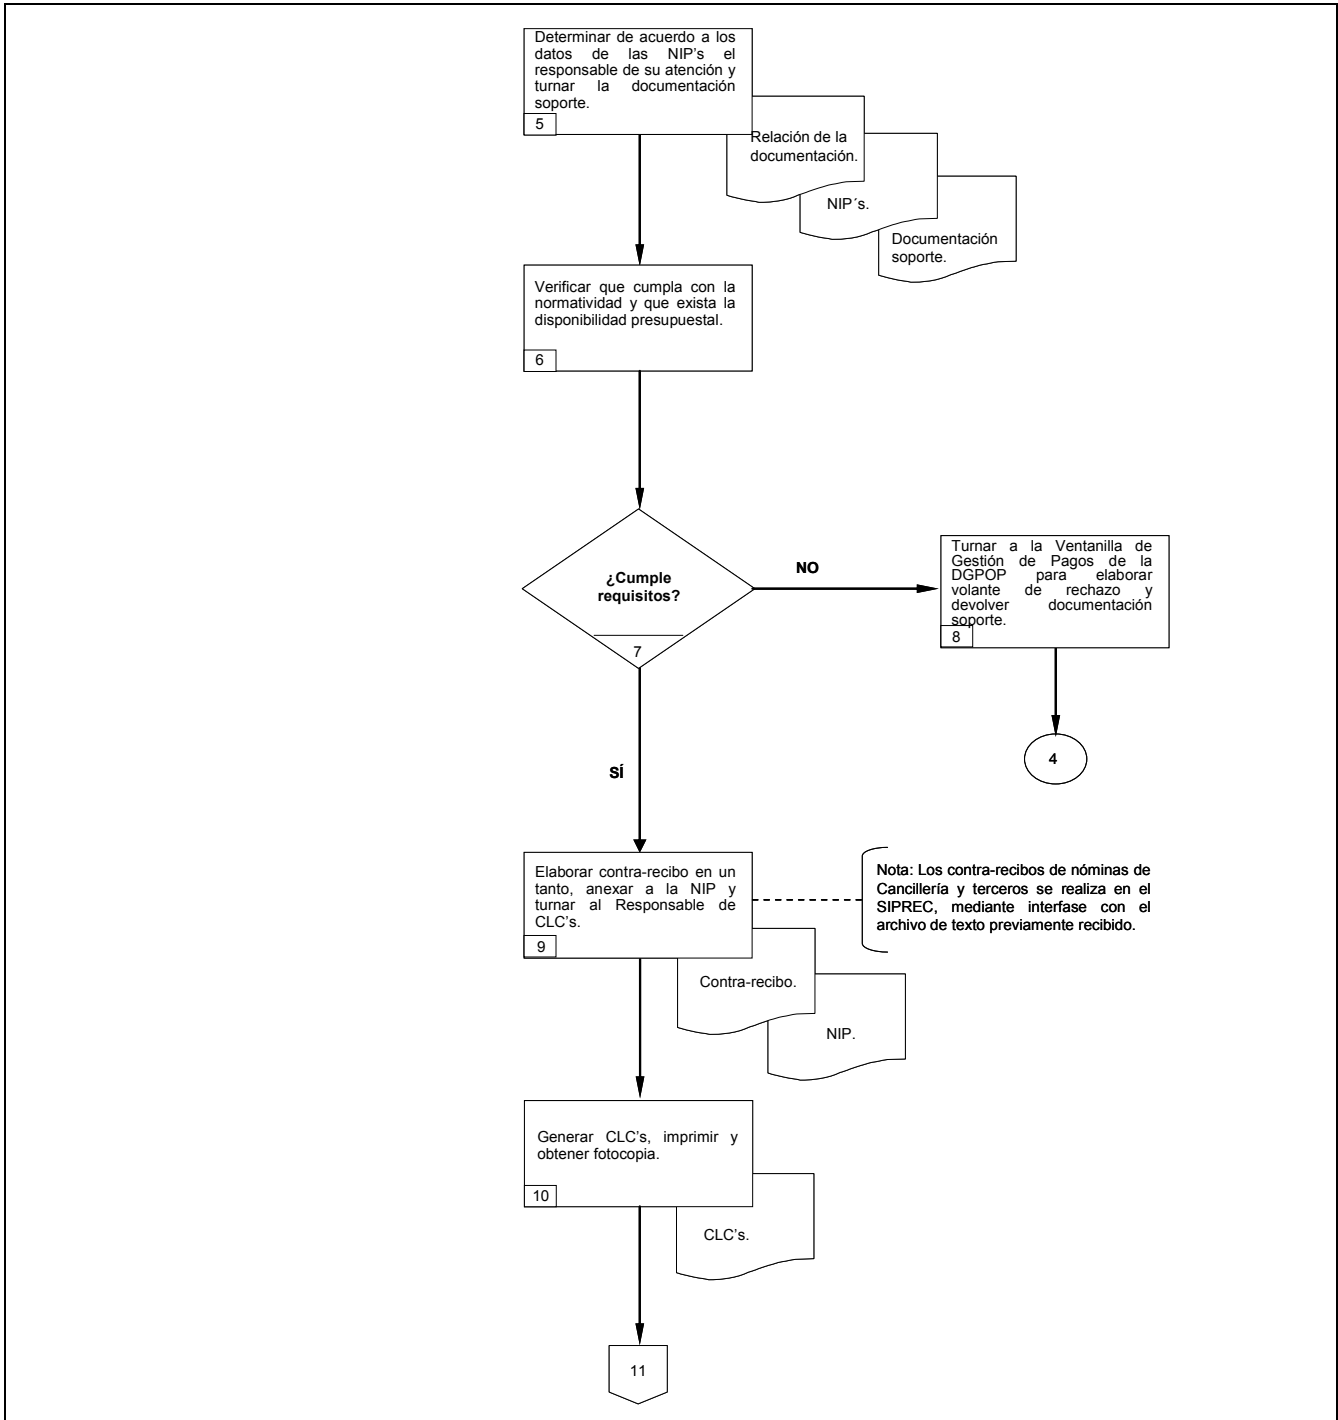 Determinar de acuerdo a los
datos de las NIP's el
responsable de su atención y
turnar la documentación
soporte.
5
Relación de la
documentación.
NIP´s.
Documentación
soporte.
Verificar que cumpla con la
normatividad y que exista la
disponibilidad presupuestal.
6
¿Cumple
requisitos?
7
NO
Turnar a la Ventanilla de
Gestión de Pagos de la
DGPOP para elaborar
volante de rechazo y
devolver documentación
soporte.
8
4
SÍ
Elaborar contra-recibo en un
tanto, anexar a la NIP y
turnar al Responsable de
CLC's.
9
Nota: Los contra-recibos de nóminas de
Cancillería y terceros se realiza en el
SIPREC, mediante interfase con el
archivo de texto previamente recibido.
Contra-recibo.
NIP.
Generar CLC's, imprimir y
obtener fotocopia.
10
CLC's.
11